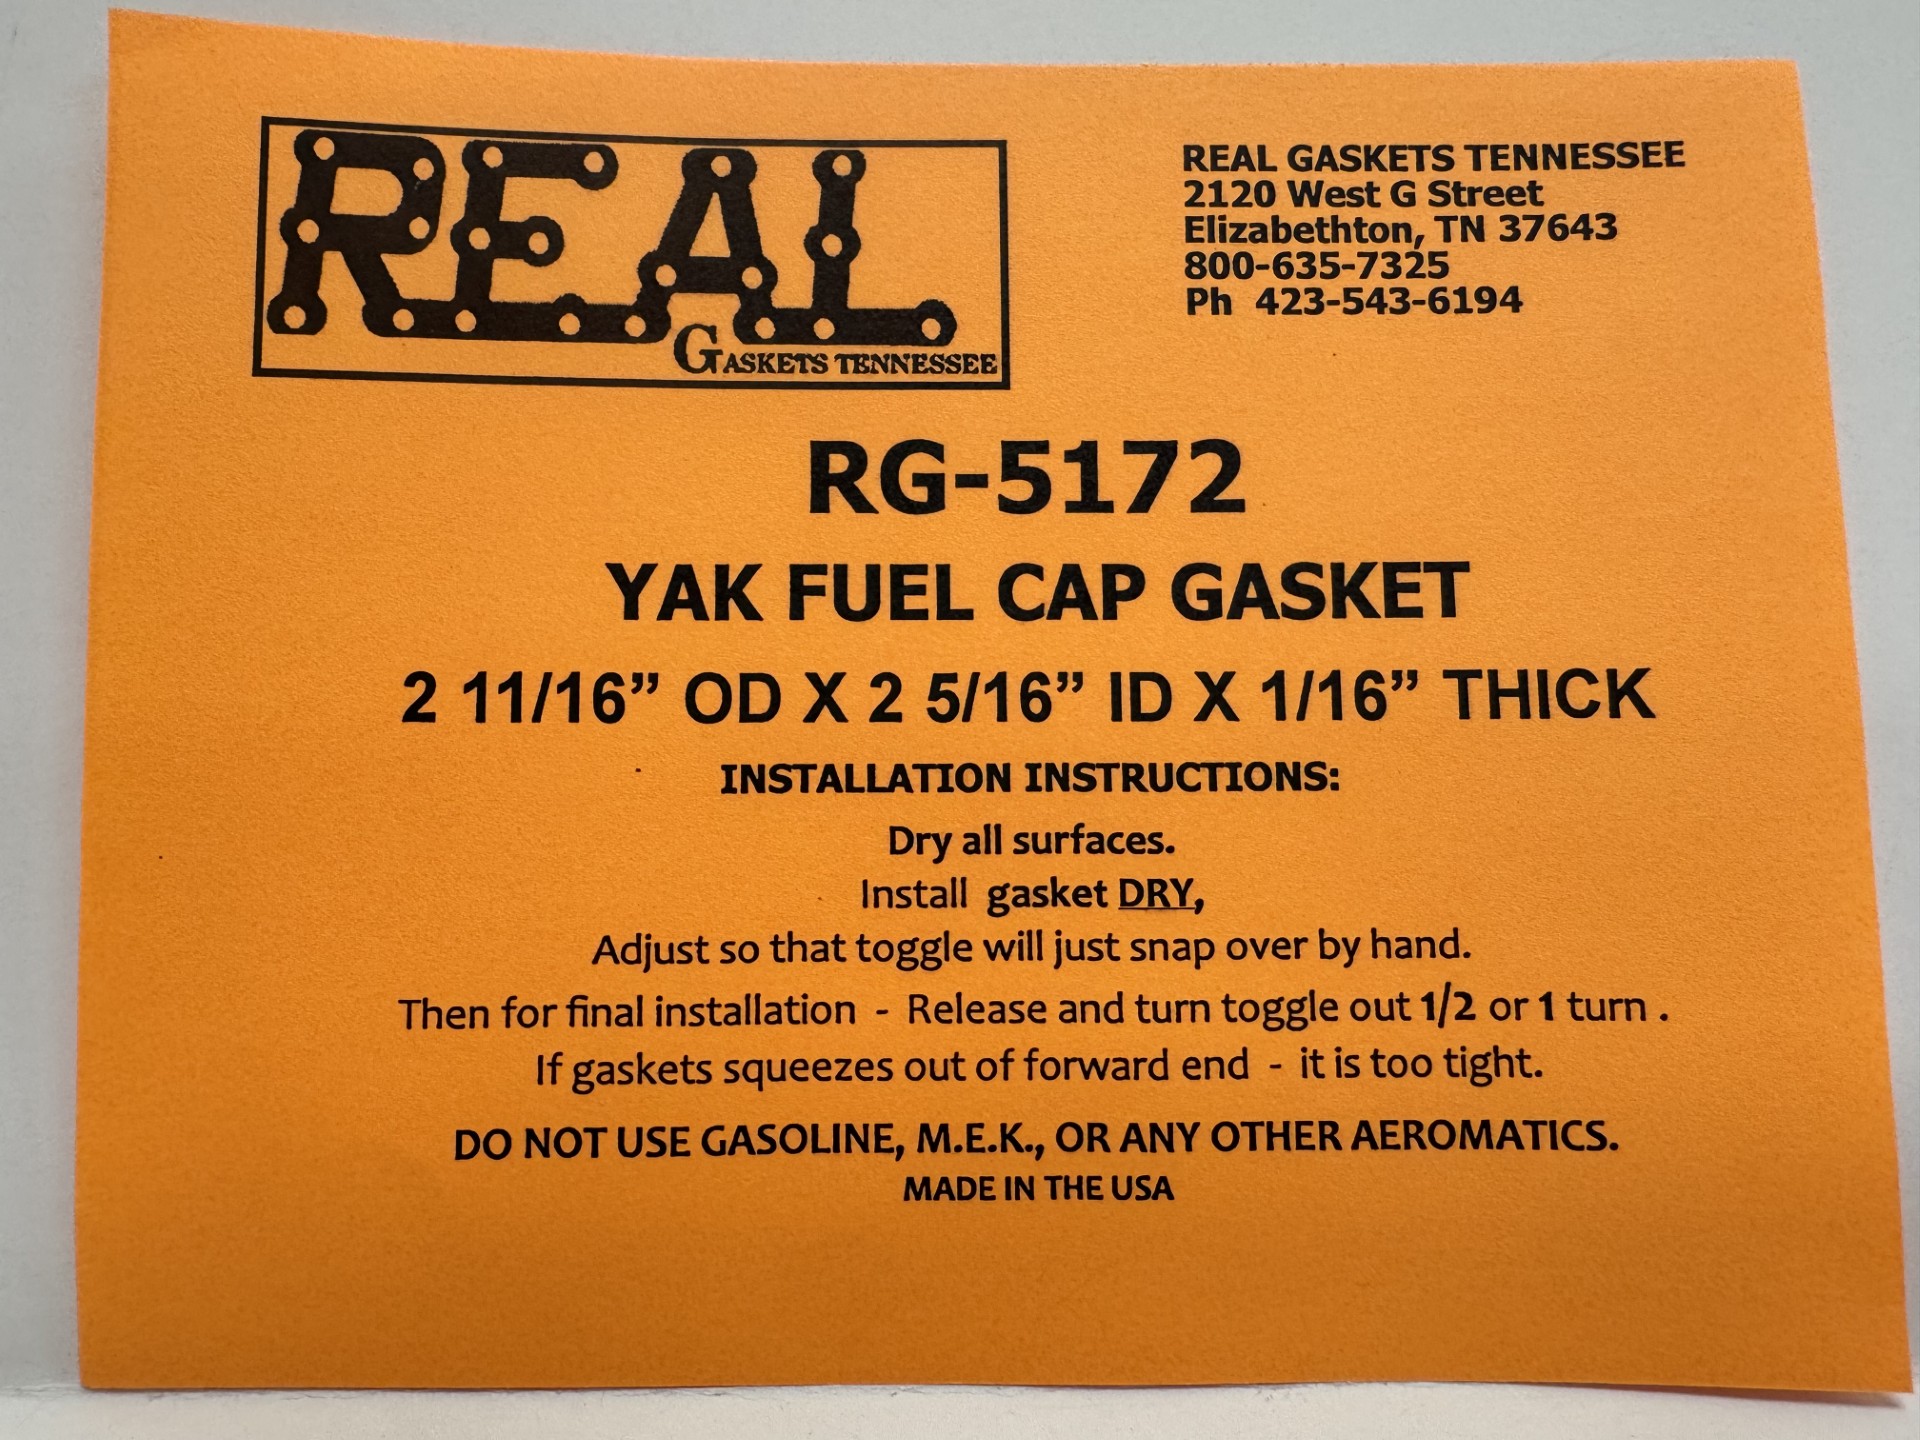 REAL
GASKETS TENNESSEE
REAL GASKETS TENNESSEE
2120 West G Street
Elizabethton, TN 37643
800-635-7325
Ph 423-543-6194
RG-5172
YAK FUEL CAP GASKET
2 11/16” OD X 2 5/16” ID X 1/16” THICK
INSTALLATION INSTRUCTIONS:
Dry all surfaces.
Install gasket DRY,
Adjust so that toggle will just snap over by hand.
Then for final installation - Release and turn toggle out 1/2 or 1 turn .
If gaskets squeezes out of forward end - it is too tight.
DO NOT USE GASOLINE, M.E.K., OR ANY OTHER AEROMATICS.
MADE IN THE USA